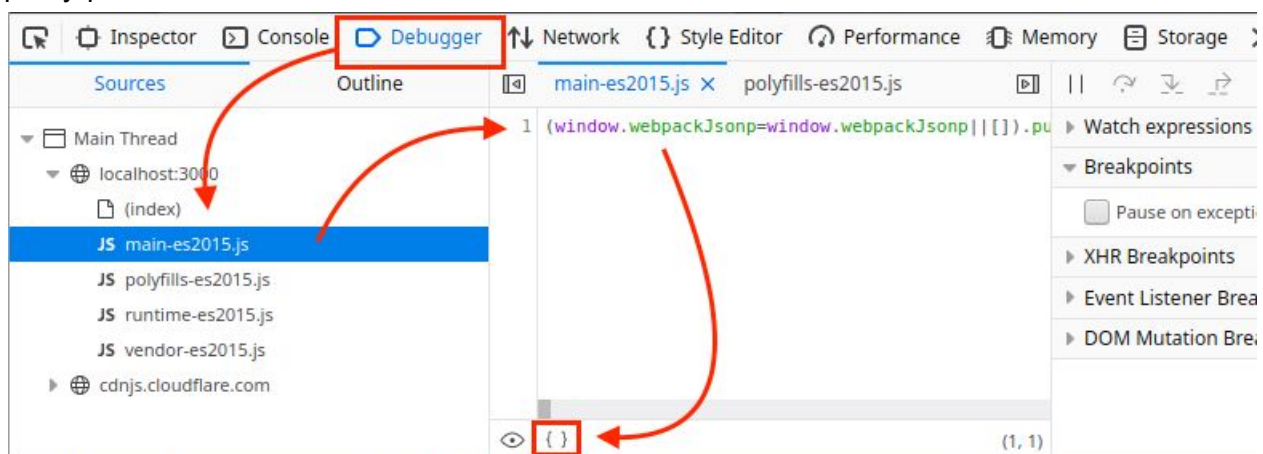 Inspector Console Debugger Network {} Style Editor Performance Memory Storage
Sources Outline main-es2015.js × polyfills-es2015.js
1 (window.webpackJsonp=window.webpackJsonp||[]).pu
Main Thread
localhost:3000
(index)
JS main-es2015.js
JS polyfills-es2015.js
JS runtime-es2015.js
JS vendor-es2015.js
cdnjs.cloudflare.com
Watch expressions
Breakpoints
Pause on excepti
XHR Breakpoints
Event Listener Brea
DOM Mutation Brea
{ } (1, 1)